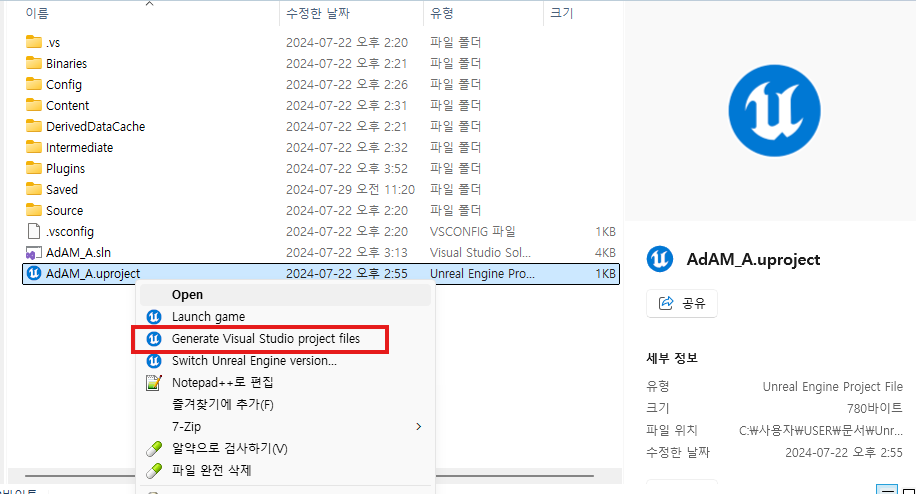 이름 수정한 날짜 유형 크기
.vs 2024-07-22 오후 2:20 파일 폴더
Binaries 2024-07-22 오후 2:21 파일 폴더
Config 2024-07-22 오후 2:26 파일 폴더
Content 2024-07-22 오후 2:31 파일 폴더
DerivedDataCache 2024-07-22 오후 2:21 파일 폴더
Intermediate 2024-07-22 오후 2:32 파일 폴더
Plugins 2024-07-22 오후 3:52 파일 폴더
Saved 2024-07-29 오전 11:20 파일 폴더
Source 2024-07-22 오후 2:20 파일 폴더
.vsconfig 2024-07-22 오후 2:20 VSCONFIG 파일 1KB
AdAM_A.sln 2024-07-22 오후 3:13 Visual Studio Sol... 4KB
AdAM_A.uproject 2024-07-22 오후 2:55 Unreal Engine Pro... 1KB
Open
Launch game
Generate Visual Studio project files
Switch Unreal Engine version...
Notepad++로 편집
즐겨찾기에 추가(F)
7-Zip
알약으로 검사하기(V)
파일 완전 삭제
AdAM_A.uproject
공유
세부 정보
유형 Unreal Engine Project File
크기 780바이트
파일 위치 C:₩사용자₩USER₩문서₩Unr...
수정한 날짜 2024-07-22 오후 2:55